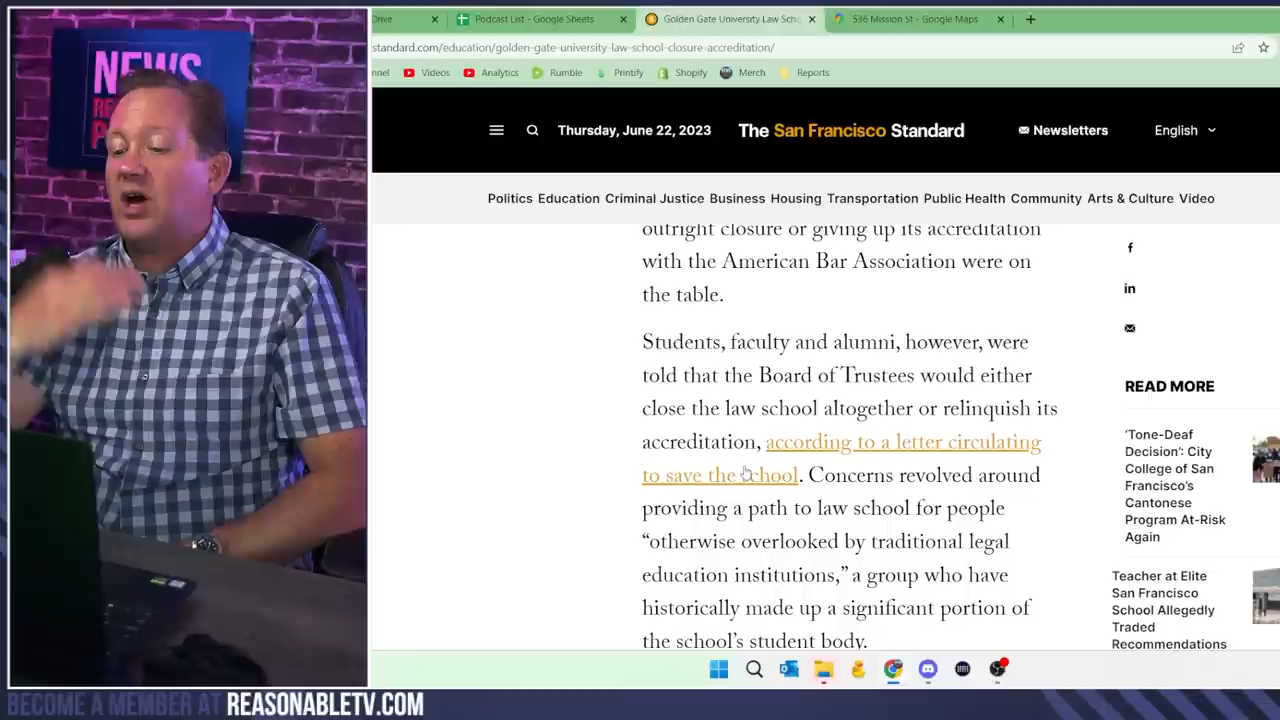 NEWS
Drive
Podcast List - Google Sheets
Golden Gate University Law Scho
536 Mission St - Google Maps
standard.com/education/golden-gate-university-law-school-closure-accreditation/
nnel
Videos
Analytics
Rumble
Printify
Shopify
Merch
Reports
Thursday, June 22, 2023
The San Francisco Standard
Newsletters
English
Politics Education Criminal Justice Business Housing Transportation Public Health Community Arts & Culture Video
outright closure or giving up its accreditation
with the American Bar Association were on
the table.
Students, faculty and alumni, however, were
told that the Board of Trustees would either
close the law school altogether or relinquish its
accreditation, according to a letter circulating
to save the school. Concerns revolved around
providing a path to law school for people
“otherwise overlooked by traditional legal
education institutions,” a group who have
historically made up a significant portion of
the school’s student body.
READ MORE
‘Tone-Deaf
Decision’: City
College of San
Francisco’s
Cantonese
Program At-Risk
Again
Teacher at Elite
San Francisco
School Allegedly
Traded
Recommendations
BECOME A MEMBER AT REASONABLETV.COM